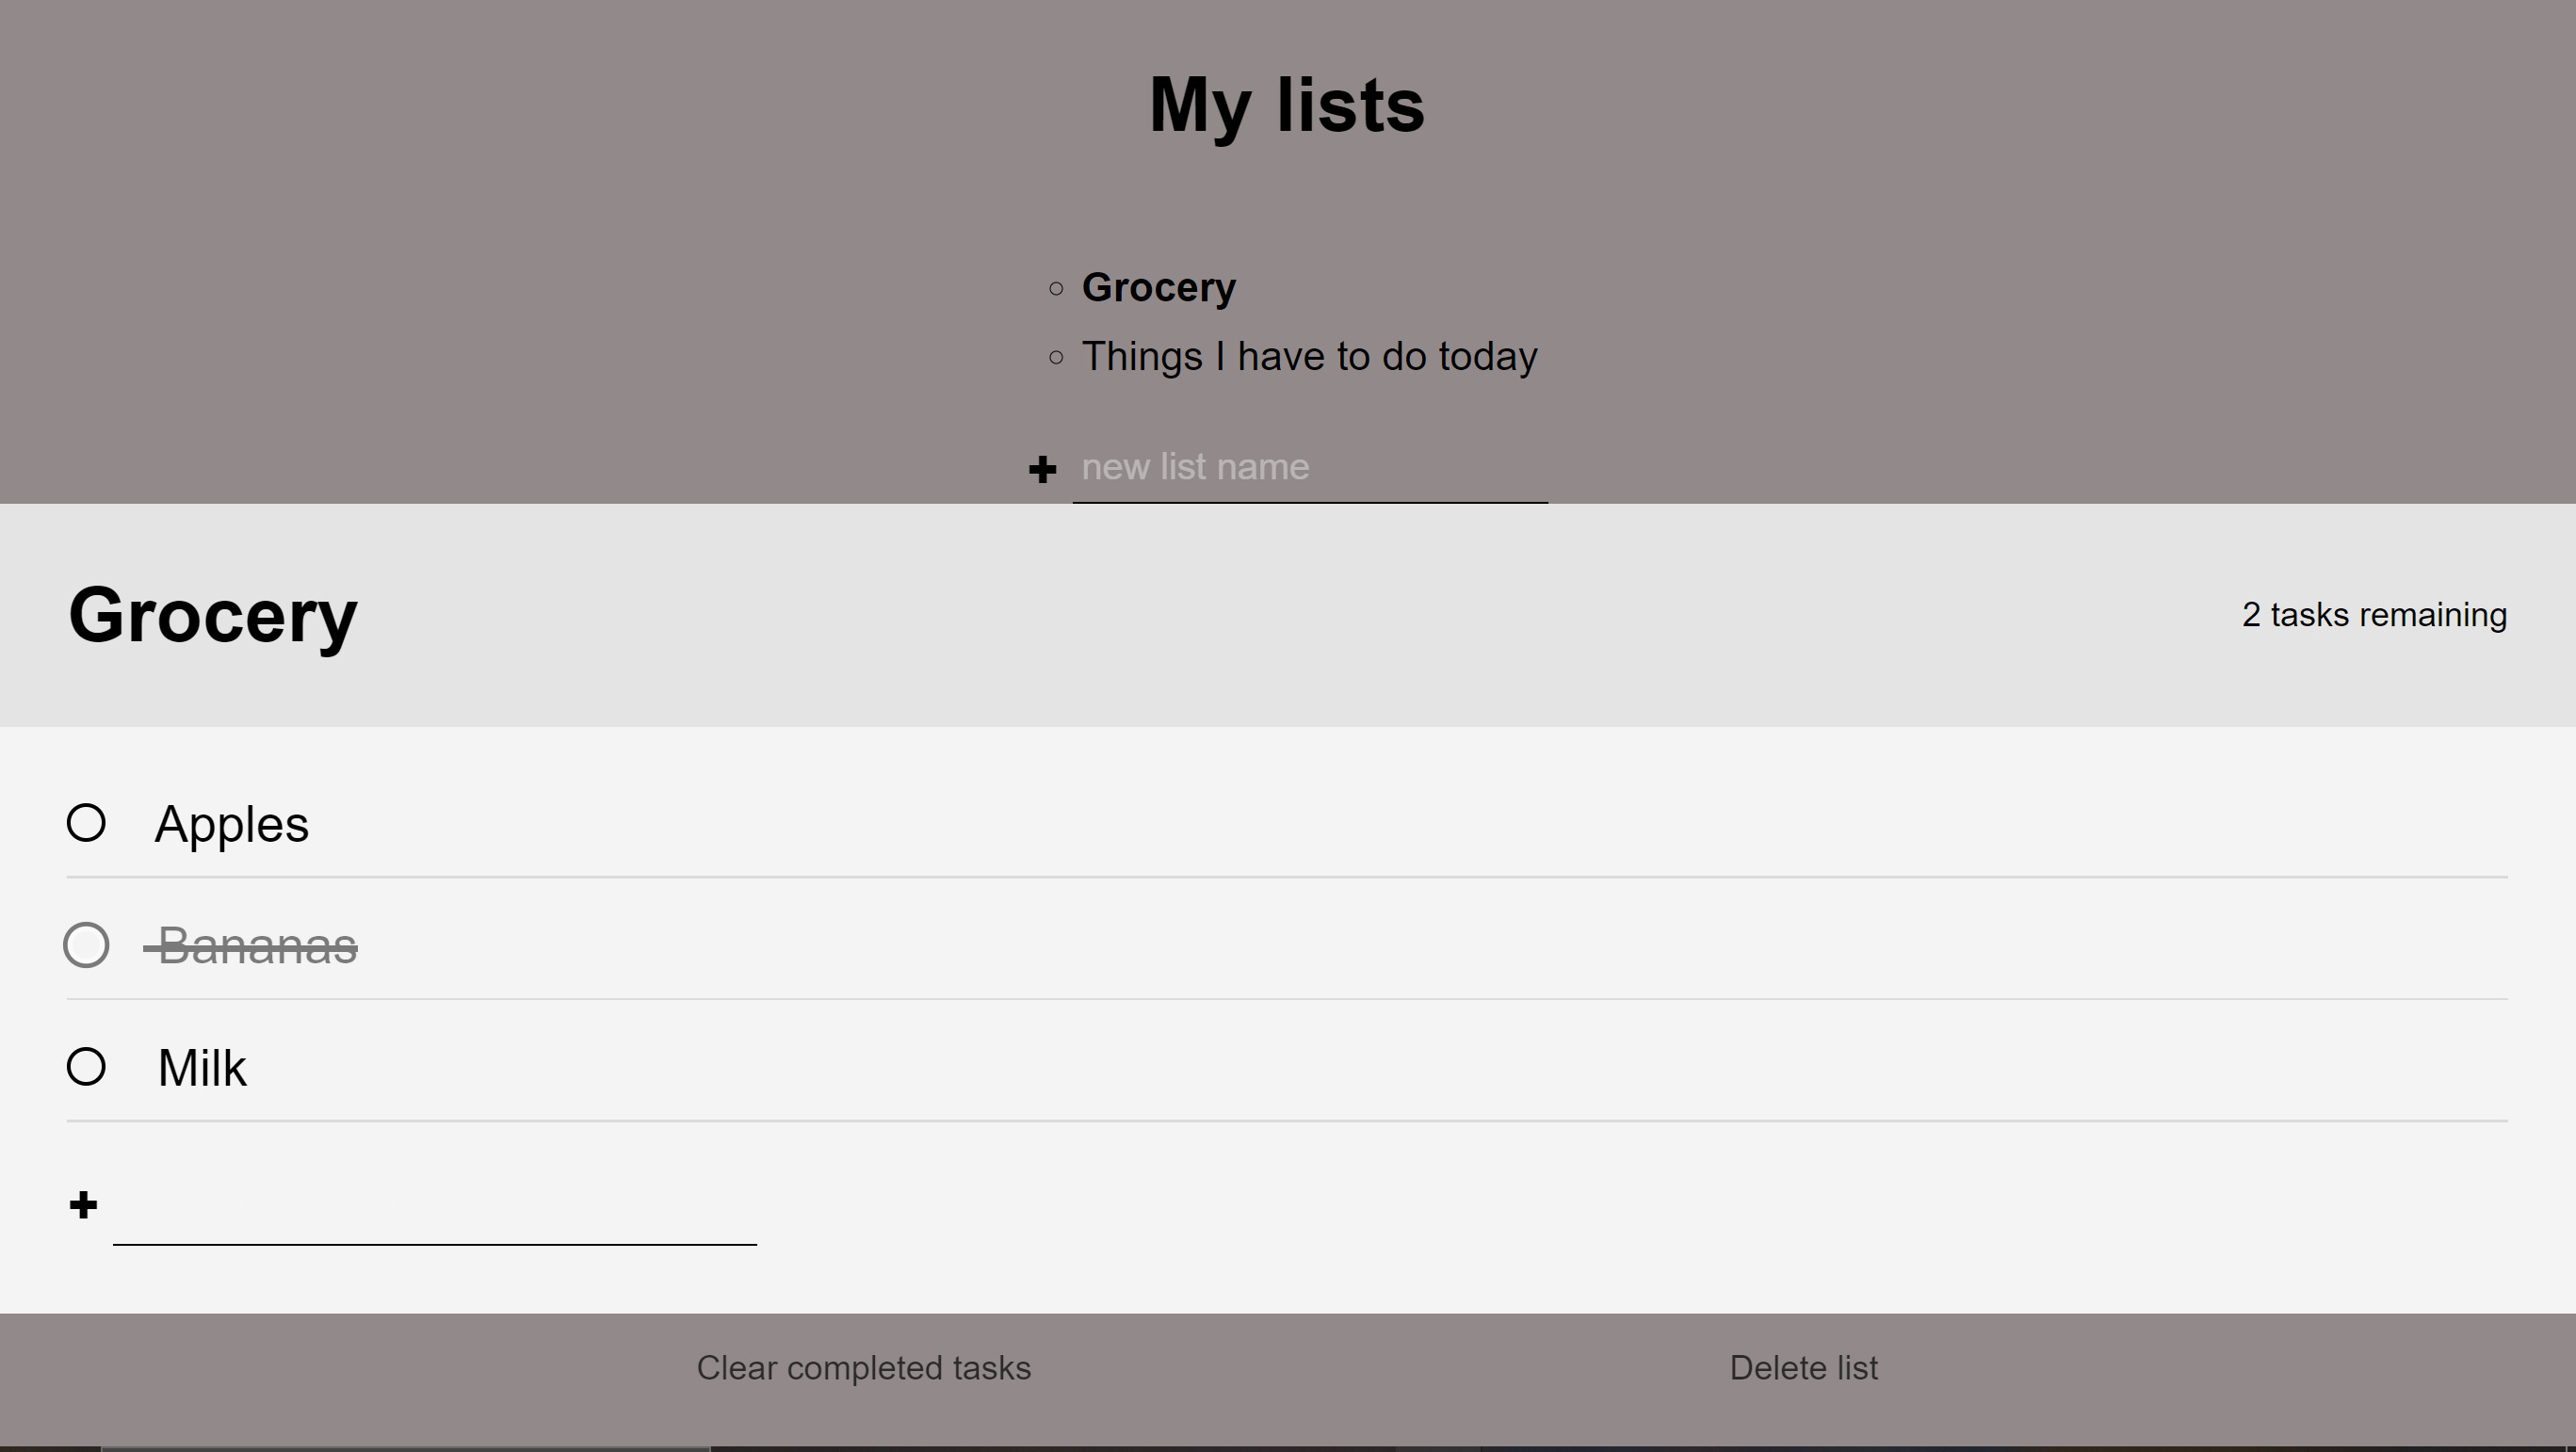 My lists
Grocery
Things I have to do today
new list name
Grocery
2 tasks remaining
Apples
Bananas
Milk
Clear completed tasks
Delete list